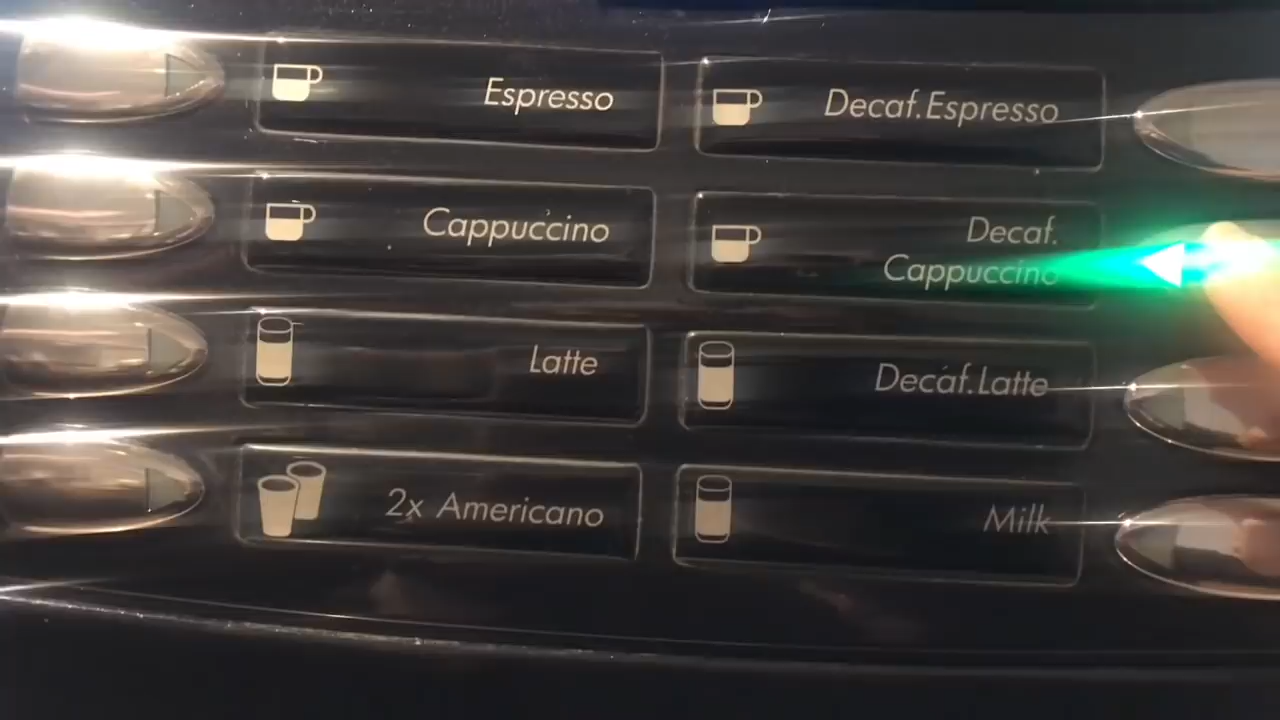 Espresso
Decaf.Espresso
Cappuccino
Decaf.
Cappuccino
Latte
Decaf.Latte
2x Americano
Milk